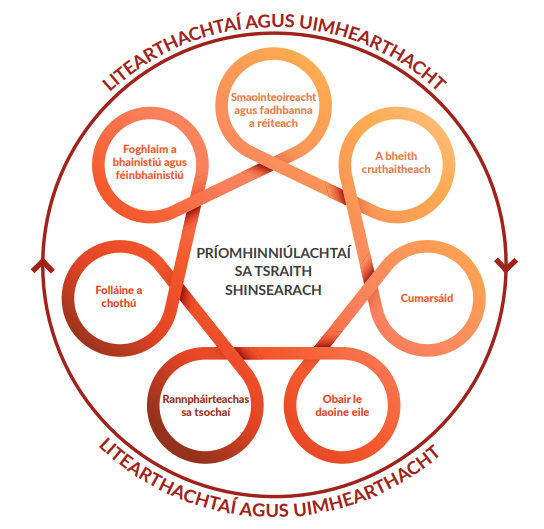 LITEARTHACHTAÍ AGUS UIMHEARTHACHT
Smaointeoireacht
agus fadhbanna
a réiteach
A bheith
cruthaitheach
Cumarsáid
Obair le
daoine eile
Rannpháirteachas
sa tsochaí
Folláine a
chothú
Foghlaim a
bhainistiú agus
féinbhainistiú
PRÍOMHINNIÚLACHTAÍ
SA TSRAITH
SHINSEARACH
LITEARTHACHTAÍ AGUS UIMHEARTHACHT